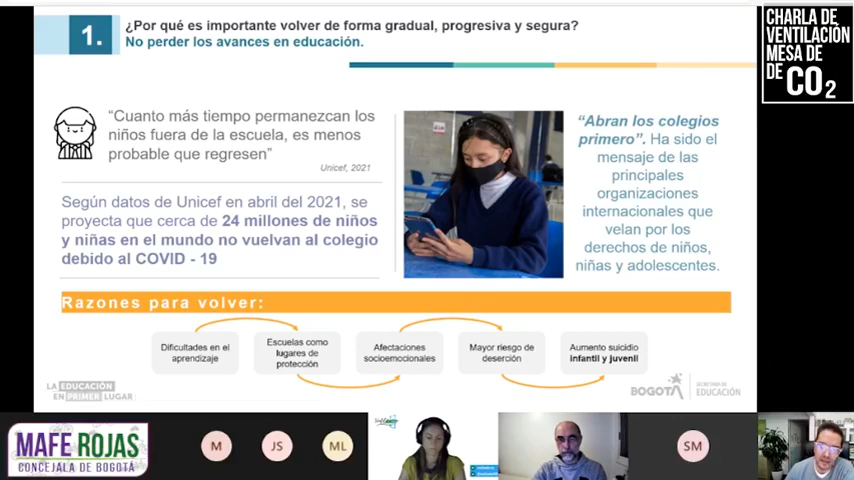 1.
¿Por qué es importante volver de forma gradual, progresiva y segura?
No perder los avances en educación.
CHARLA DE
VENTILACIÓN
MESA DE
DE CO2
“Cuanto más tiempo permanezcan los
niños fuera de la escuela, es menos
probable que regresen”
Unicef, 2021
Según datos de Unicef en abril del 2021, se
proyecta que cerca de 24 millones de niños
y niñas en el mundo no vuelvan al colegio
debido al COVID - 19
“Abran los colegios
primero”. Ha sido el
mensaje de las
principales
organizaciones
internacionales que
velan por los
derechos de niños,
niñas y adolescentes.
Razones para volver:
Dificultades en el
aprendizaje
Escuelas como
lugares de
protección
Afectaciones
socioemocionales
Mayor riesgo de
deserción
Aumento suicidio
infantil y juvenil
LA EDUCACIÓN
EN PRIMER LUGAR
BOGOTÁ
SECRETARÍA DE
EDUCACIÓN
MAFE ROJAS
CONCEJALA DE BOGOTÁ
M
JS
ML
SM